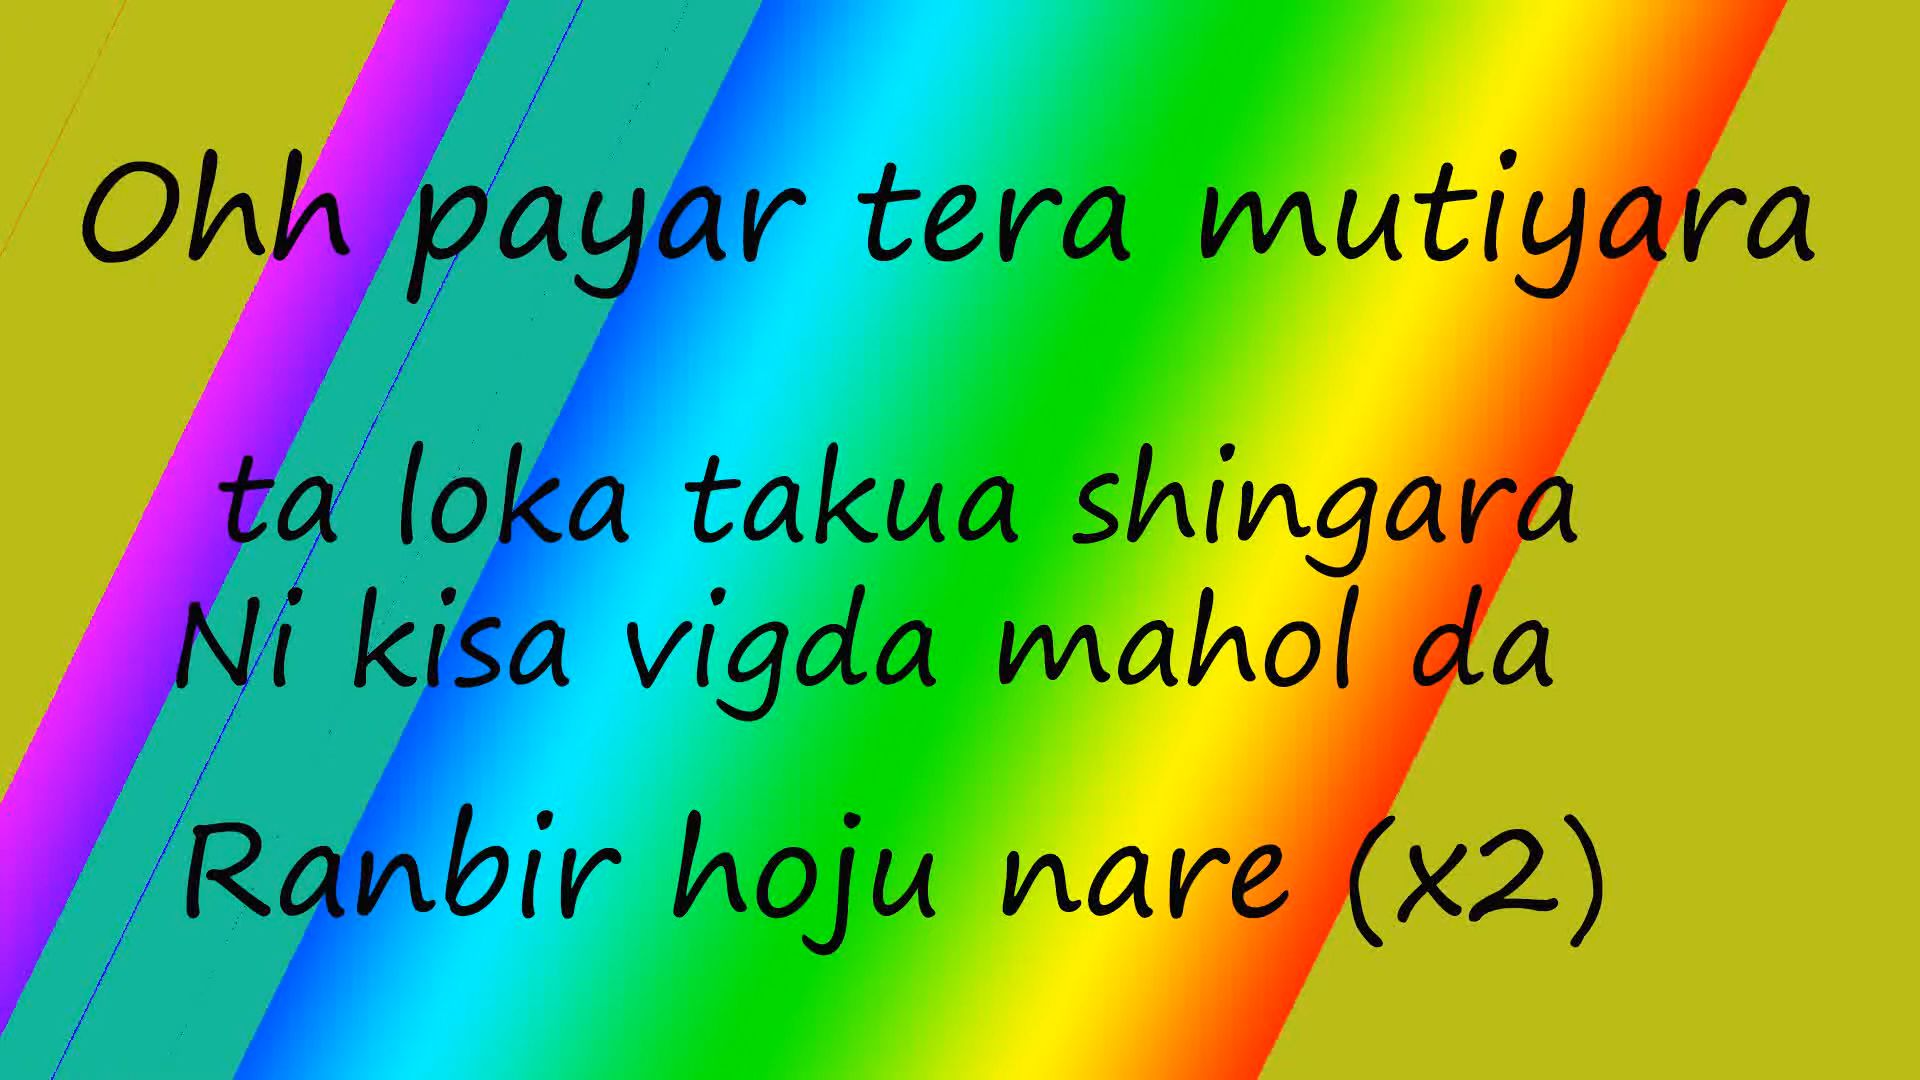 Ohh payar tera mutiyara
ta loka takua shingara
Ni kisa vigda mahol da
Ranbir hoju nare (x2)